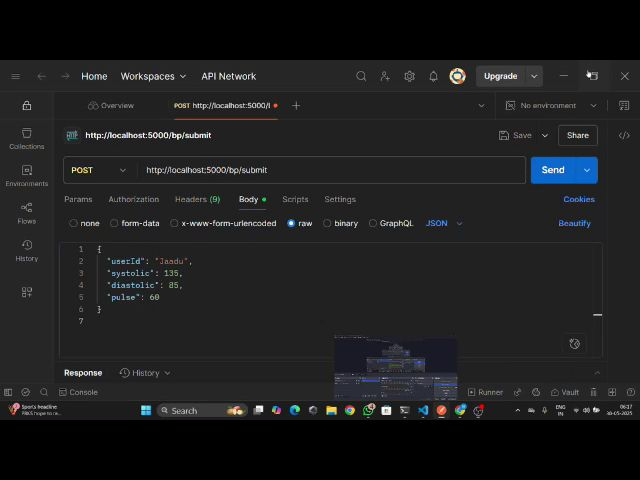 Home Workspaces API Network Upgrade
Overview POST http://localhost:5000/l No environment
http://localhost:5000/bp/submit Save Share
POST http://localhost:5000/bp/submit Send
Params Authorization Headers (9) Body Scripts Settings Cookies
none form-data x-www-form-urlencoded raw binary GraphQL JSON Beautify
1 {
2 "userId": "Jaadu",
3 "systolic": 135,
4 "diastolic": 85,
5 "pulse": 60
6 }
7
Collections
Environments
Flows
History
Response History
Console Runner Vault
Sports headline
PBKS hope to re...
Search
ENG
IN
06:17
30-05-2025